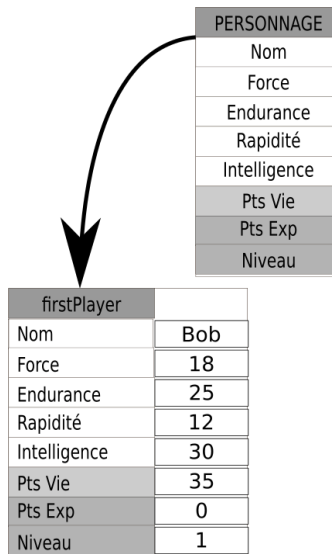 PERSONNAGE
Nom
Force
Endurance
Rapidité
Intelligence
Pts Vie
Pts Exp
Niveau
firstPlayer
Nom Bob
Force 18
Endurance 25
Rapidité 12
Intelligence 30
Pts Vie 35
Pts Exp 0
Niveau 1